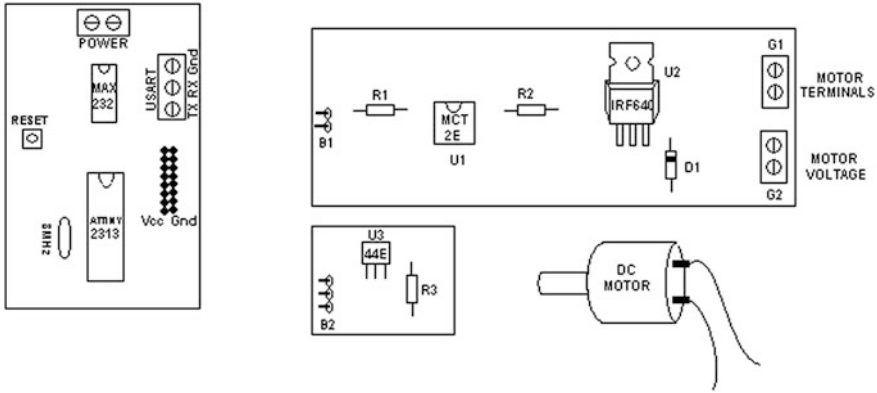 POWER
MAX
232
USART
TX RX Gnd
RESET
Vcc Gnd
ATTINY
2313
8MHz
B1
R1
MCT
2E
U1
R2
U2
IRF640
D1
G1
MOTOR
TERMINALS
MOTOR
VOLTAGE
G2
U3
44E
R3
B2
DC
MOTOR